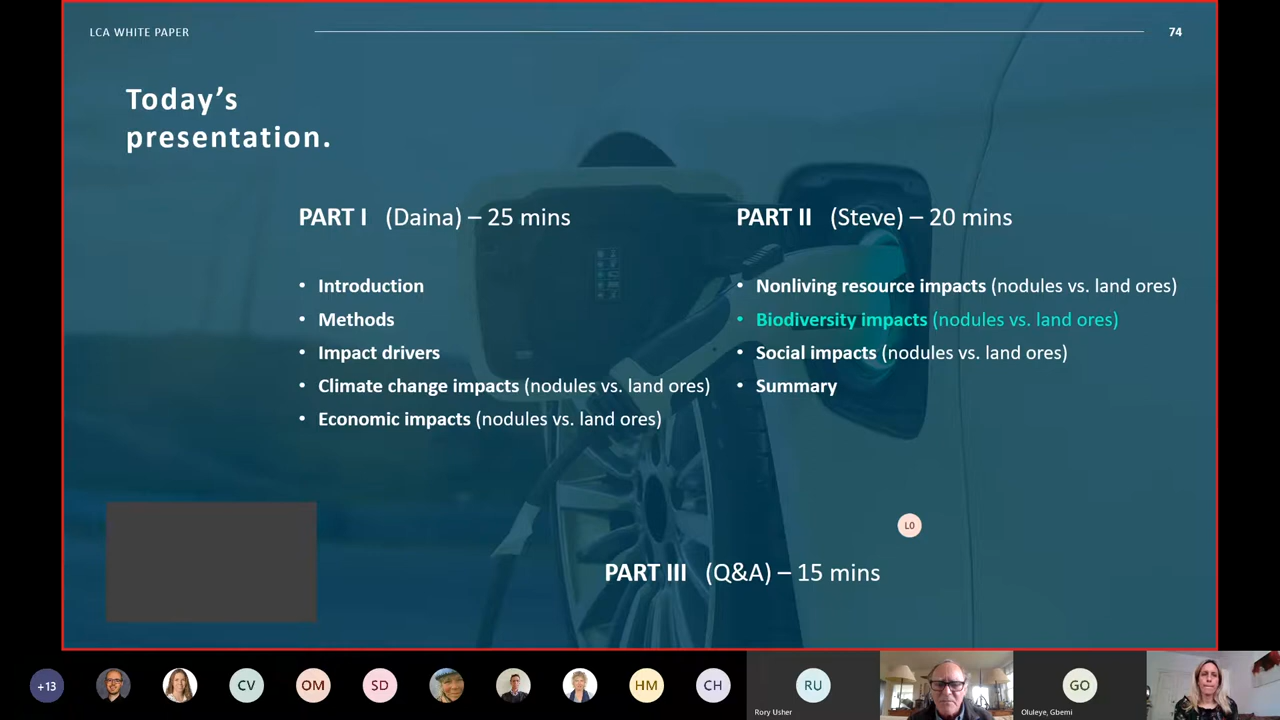 LCA WHITE PAPER
74
Today's
presentation.
PART I (Daina) – 25 mins
• Introduction
• Methods
• Impact drivers
• Climate change impacts (nodules vs. land ores)
• Economic impacts (nodules vs. land ores)
PART II (Steve) – 20 mins
• Nonliving resource impacts (nodules vs. land ores)
• Biodiversity impacts (nodules vs. land ores)
• Social impacts (nodules vs. land ores)
• Summary
L0
PART III (Q&A) – 15 mins
+13
CV
OM
SD
HM
CH
RU
Rory Usher
GO
Oluleye, Gbemi